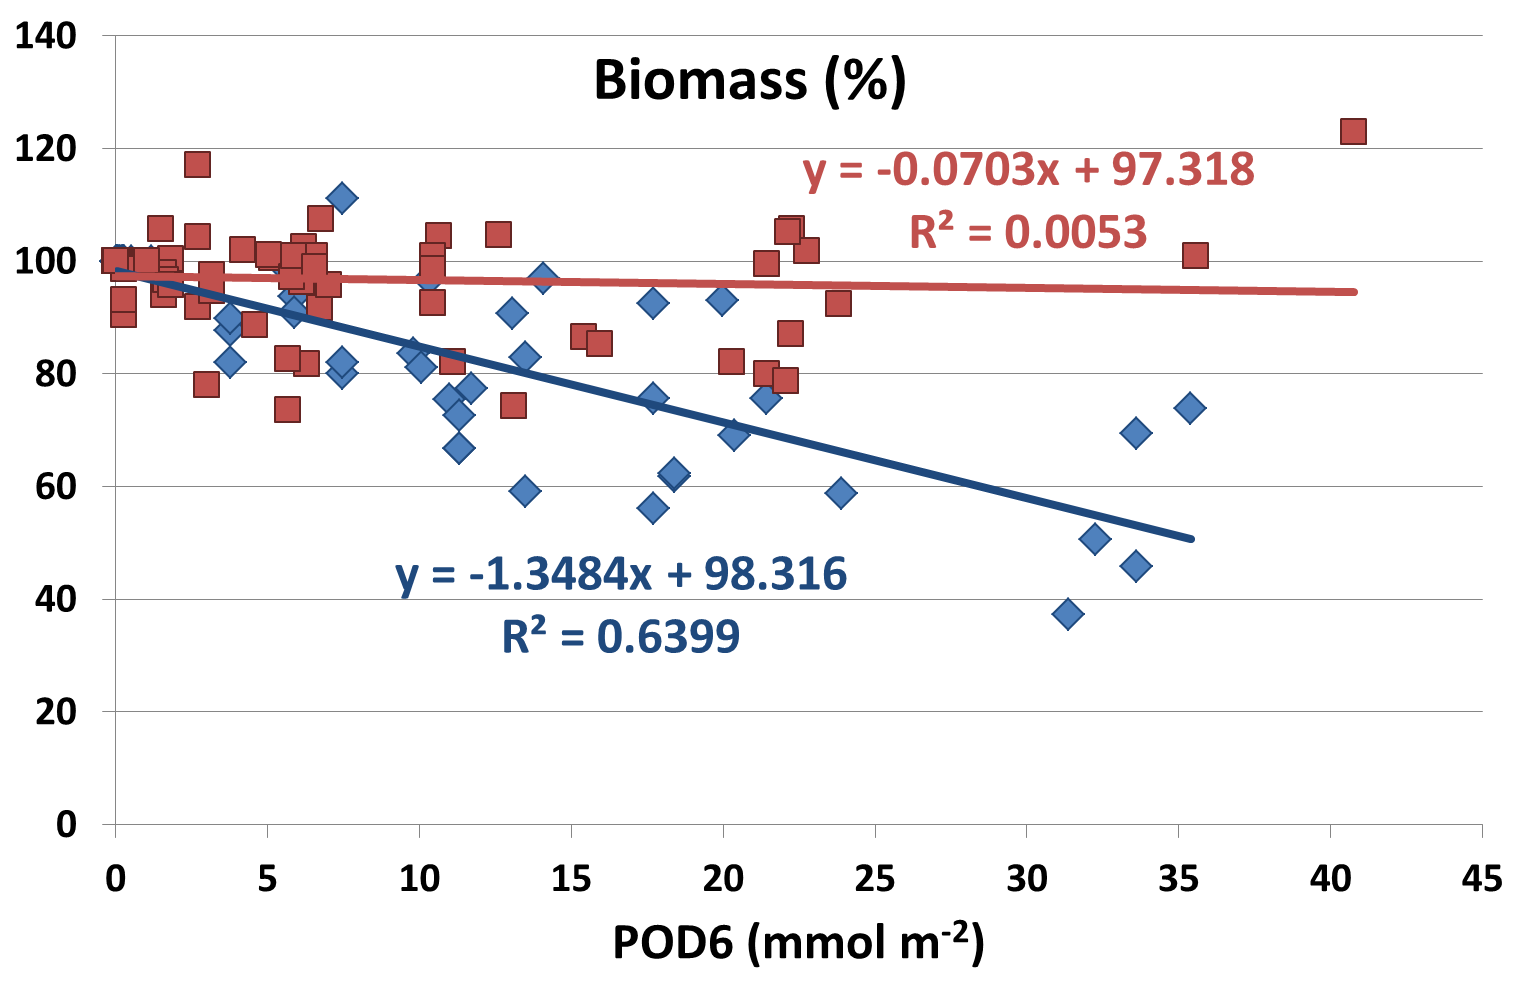 Biomass (%)
140
120
100
80
60
40
20
0
y = -0.0703x + 97.318
R² = 0.0053
y = -1.3484x + 98.316
R² = 0.6399
0 5 10 15 20 25 30 35 40 45
POD6 (mmol m⁻²)